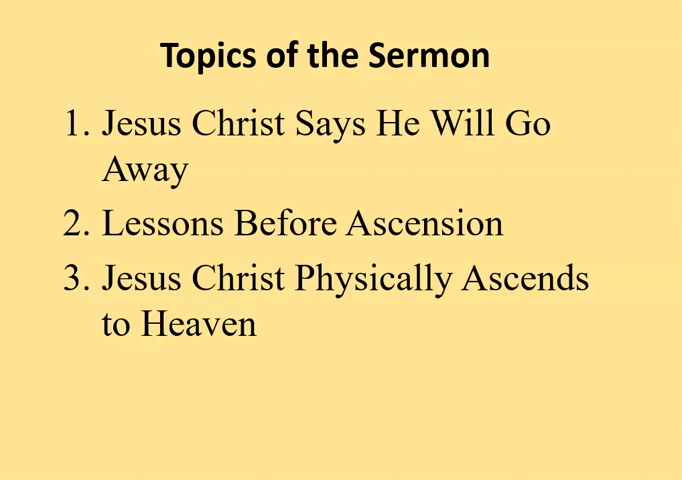 Topics of the Sermon
1. Jesus Christ Says He Will Go
Away
2. Lessons Before Ascension
3. Jesus Christ Physically Ascends
to Heaven